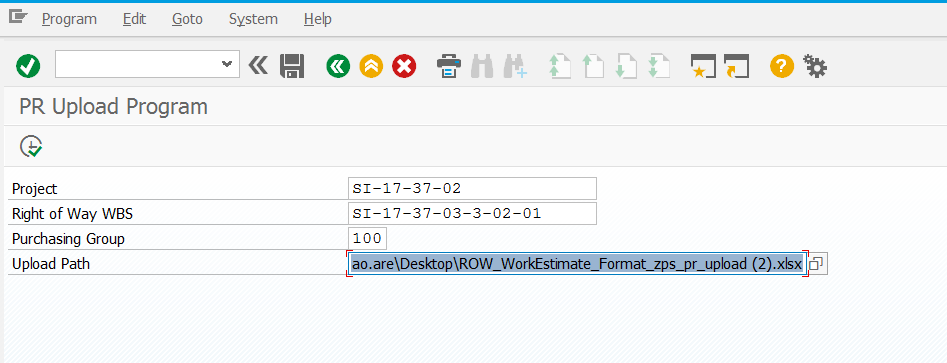 Program Edit Goto System Help
PR Upload Program
Project SI-17-37-02
Right of Way WBS SI-17-37-03-3-02-01
Purchasing Group 100
Upload Path ao.are\Desktop\ROW_WorkEstimate_Format_zps_pr_upload (2).xlsx